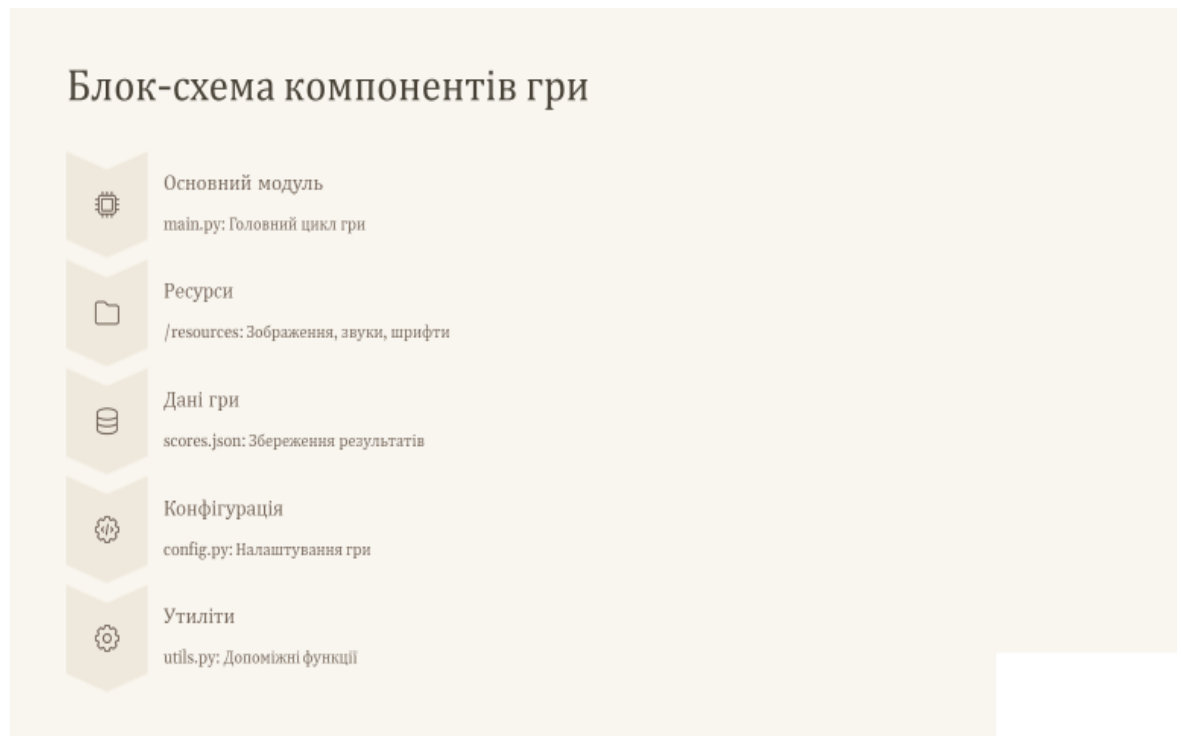 Блок-схема компонентів гри
Основний модуль
main.py: Головний цикл гри
Ресурси
/resources: Зображення, звуки, шрифти
Дані гри
scores.json: Збереження результатів
Конфігурація
config.py: Налаштування гри
Утиліти
utils.py: Допоміжні функції